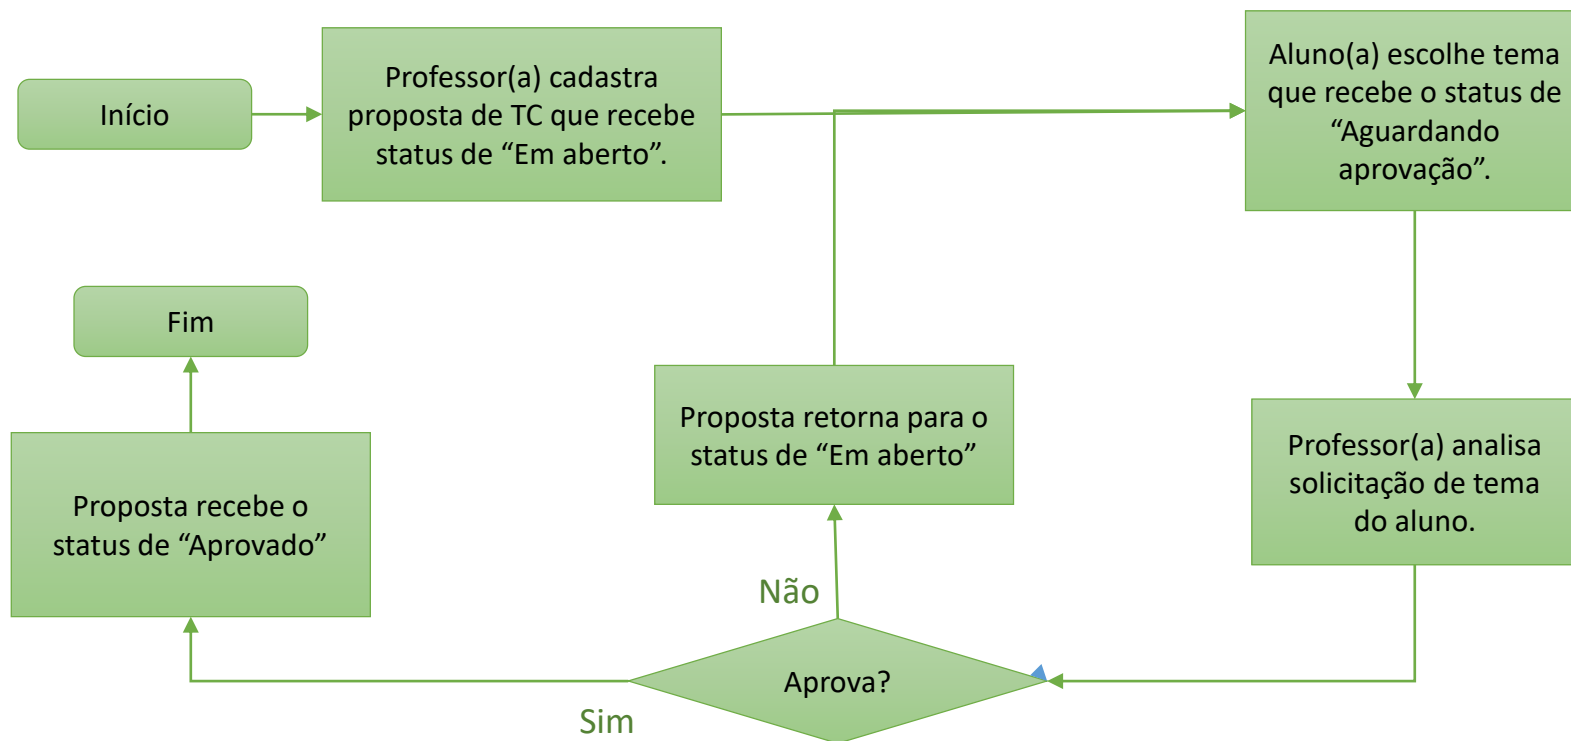 Início
Professor(a) cadastra
proposta de TC que recebe
status de “Em aberto”.
Aluno(a) escolhe tema
que recebe o status de
“Aguardando
aprovação”.
Professor(a) analisa
solicitação de tema
do aluno.
Aprova?
Não
Proposta retorna para o
status de “Em aberto”
Sim
Proposta recebe o
status de “Aprovado”
Fim